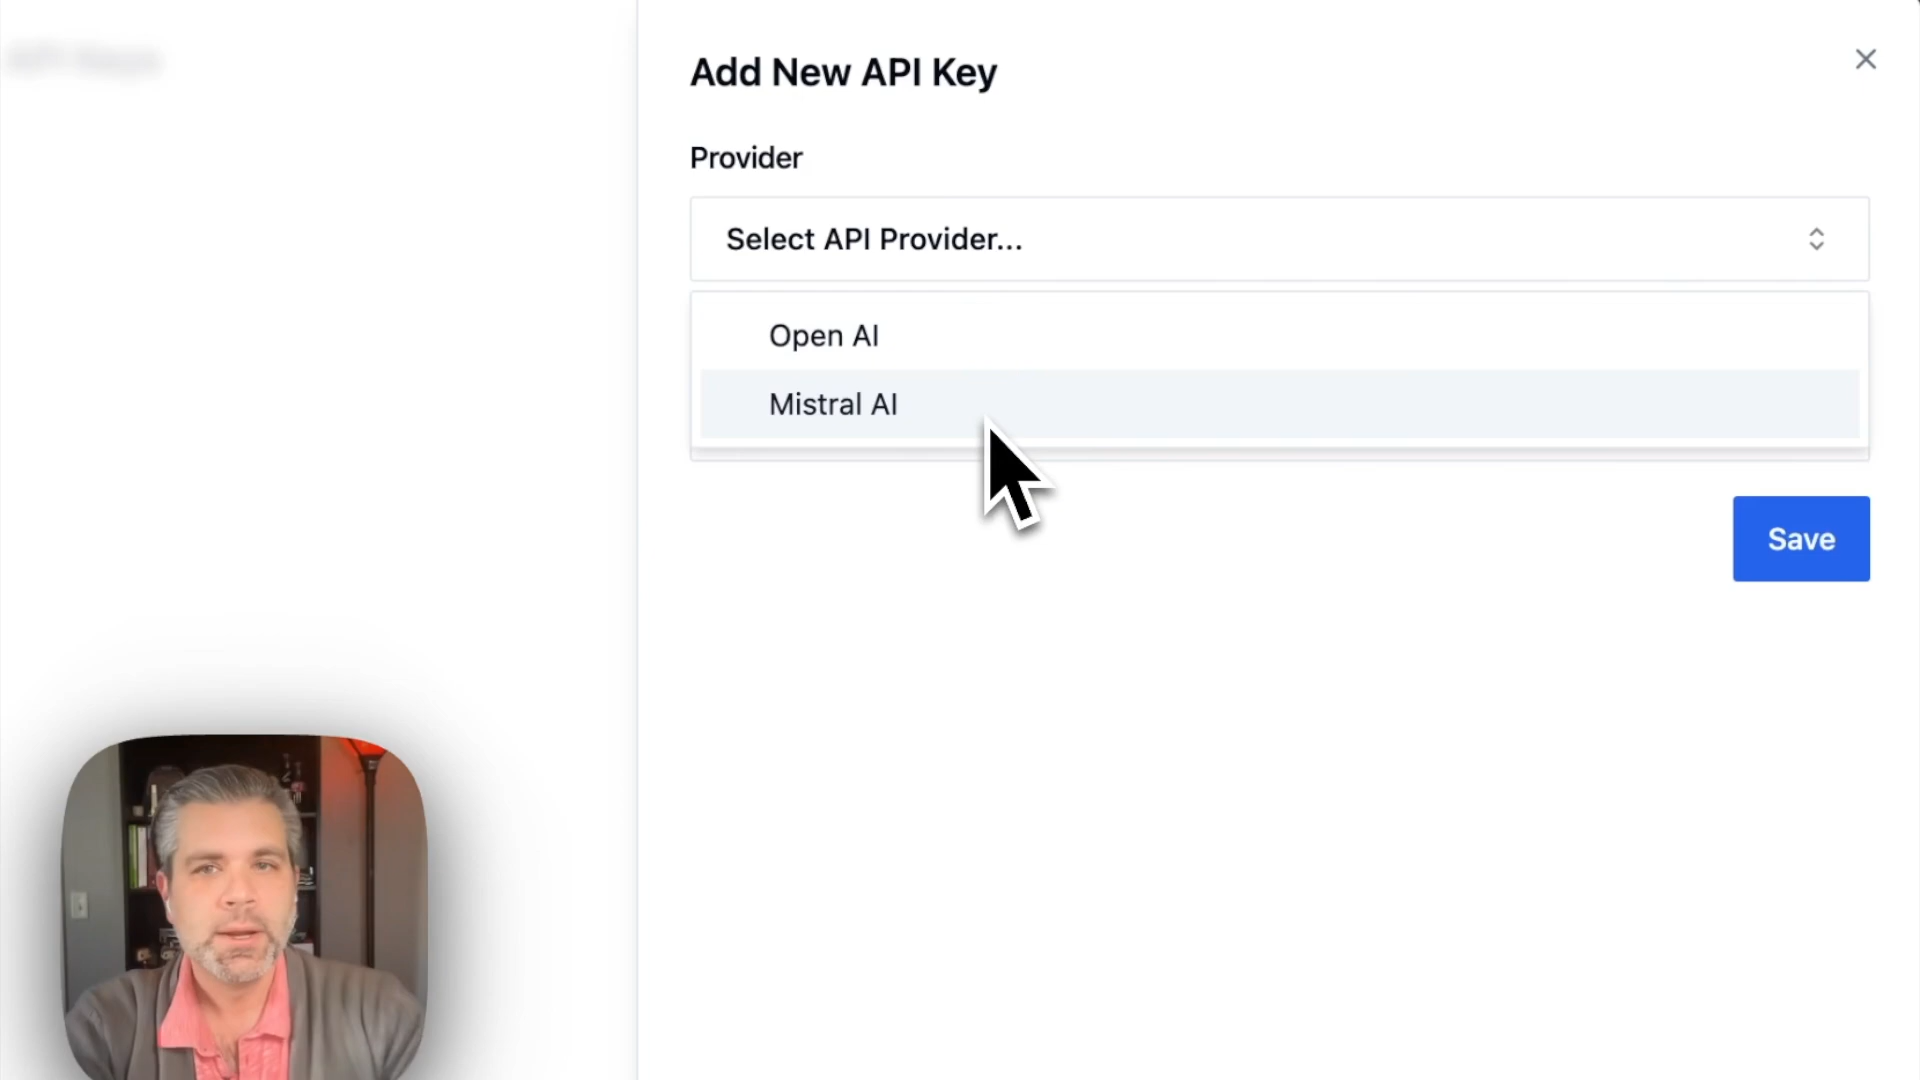 Add New API Key
Provider
Select API Provider...
Open AI
Mistral AI
Save